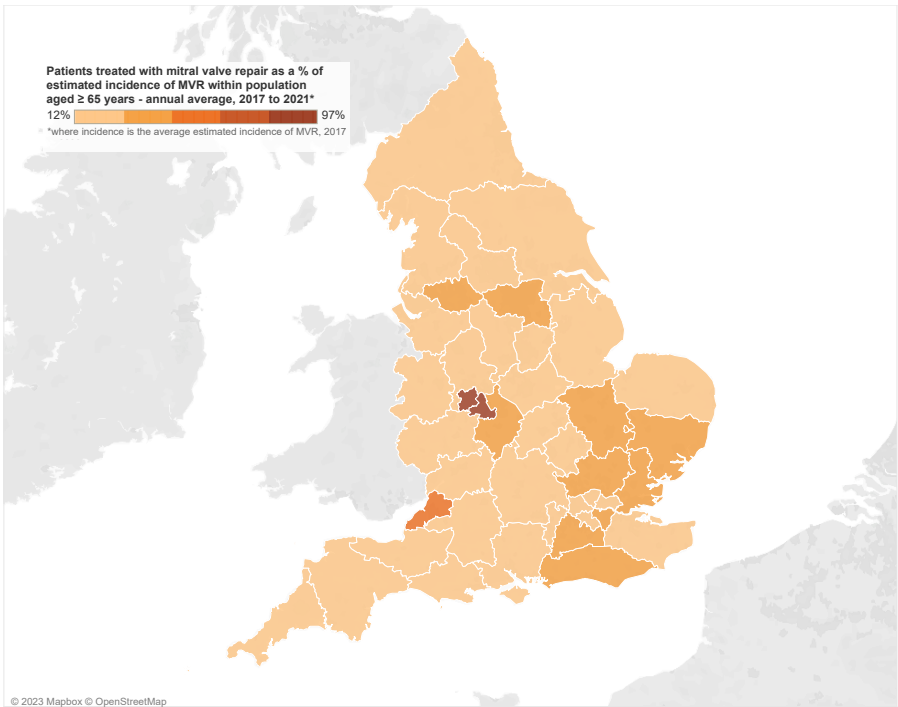 Patients treated with mitral valve repair as a % of
estimated incidence of MVR within population
aged ≥ 65 years - annual average, 2017 to 2021*
12% 97%
*where incidence is the average estimated incidence of MVR, 2017
© 2023 Mapbox © OpenStreetMap